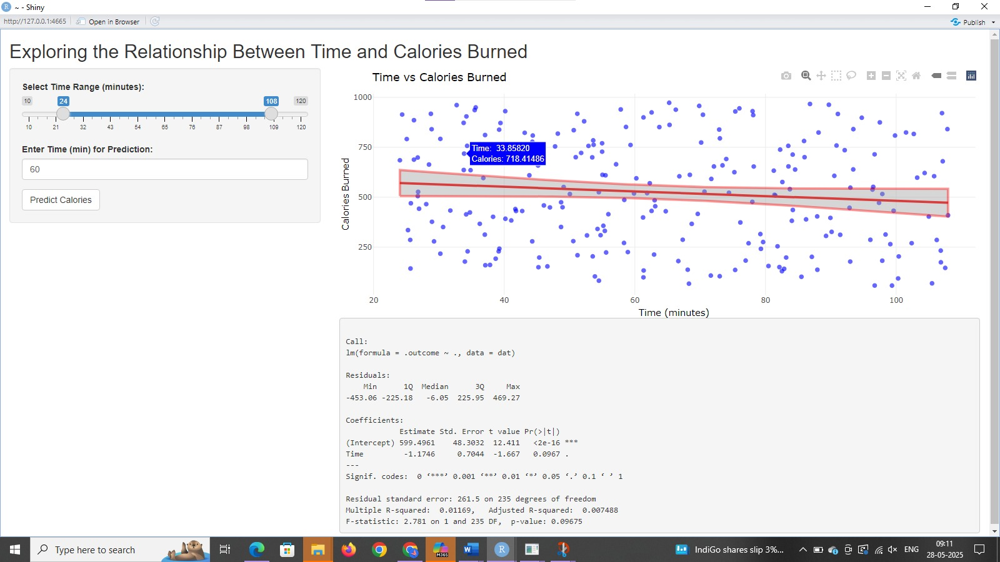 ~ - Shiny
http://127.0.0.1:4665 Open in Browser Publish
Exploring the Relationship Between Time and Calories Burned
Select Time Range (minutes):
10 24 108 120
10 21 32 43 54 65 76 87 98 109 120
Enter Time (min) for Prediction:
60
Predict Calories
Time vs Calories Burned
1000
750
500
250
Calories Burned
Time: 33.85820
Calories: 718.41486
20 40 60 80 100
Time (minutes)
Call:
lm(formula = .outcome ~ ., data = dat)
Residuals:
Min 1Q Median 3Q Max
-453.06 -225.18 -6.05 225.95 469.27
Coefficients:
Estimate Std. Error t value Pr(>|t|)
(Intercept) 599.4961 48.3032 12.411 <2e-16 ***
Time -1.1746 0.7044 -1.667 0.0967 .
---
Signif. codes: 0 ‘***’ 0.001 ‘**’ 0.01 ‘*’ 0.05 ‘.’ 0.1 ‘ ’ 1
Residual standard error: 261.5 on 235 degrees of freedom
Multiple R-squared: 0.01169, Adjusted R-squared: 0.007488
F-statistic: 2.781 on 1 and 235 DF, p-value: 0.09675
Type here to search
M365
IndiGo shares slip 3%...
ENG
09:11
28-05-2025